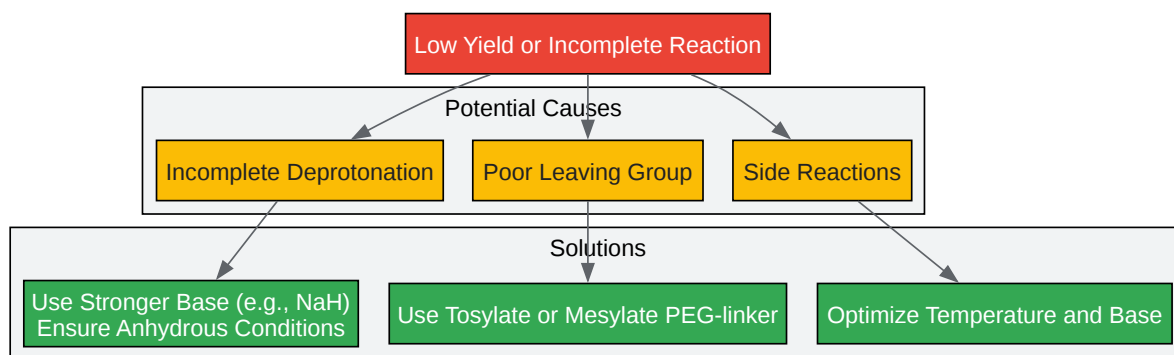 Low Yield or Incomplete Reaction
Potential Causes
Incomplete Deprotonation
Poor Leaving Group
Side Reactions
Solutions
Use Stronger Base (e.g., NaH)
Ensure Anhydrous Conditions
Use Tosylate or Mesylate PEG-linker
Optimize Temperature and Base